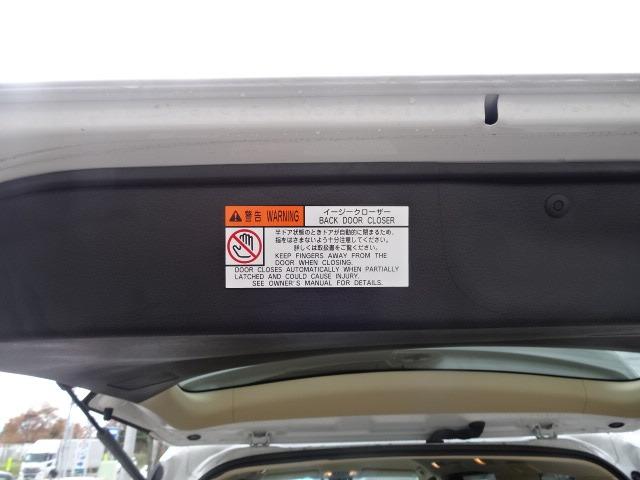 警告 WARNING
イージークローザー
BACK DOOR CLOSER
半ドア状態のときドアが自動的に閉まるため、
指をはさまないよう十分注意してください。
詳しくは取扱書をご覧ください。
KEEP FINGERS AWAY FROM THE
DOOR WHEN CLOSING.
DOOR CLOSES AUTOMATICALLY WHEN PARTIALLY
LATCHED AND COULD CAUSE INJURY.
SEE OWNER'S MANUAL FOR DETAILS.